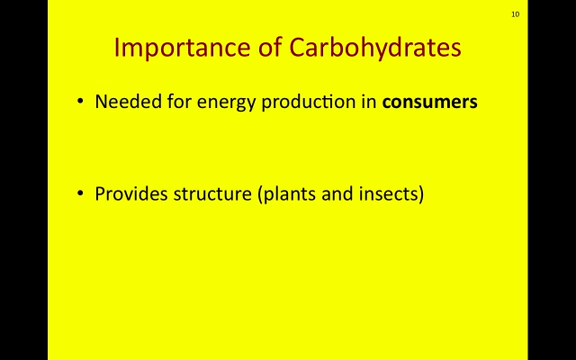 10
Importance of Carbohydrates
• Needed for energy production in consumers
• Provides structure (plants and insects)